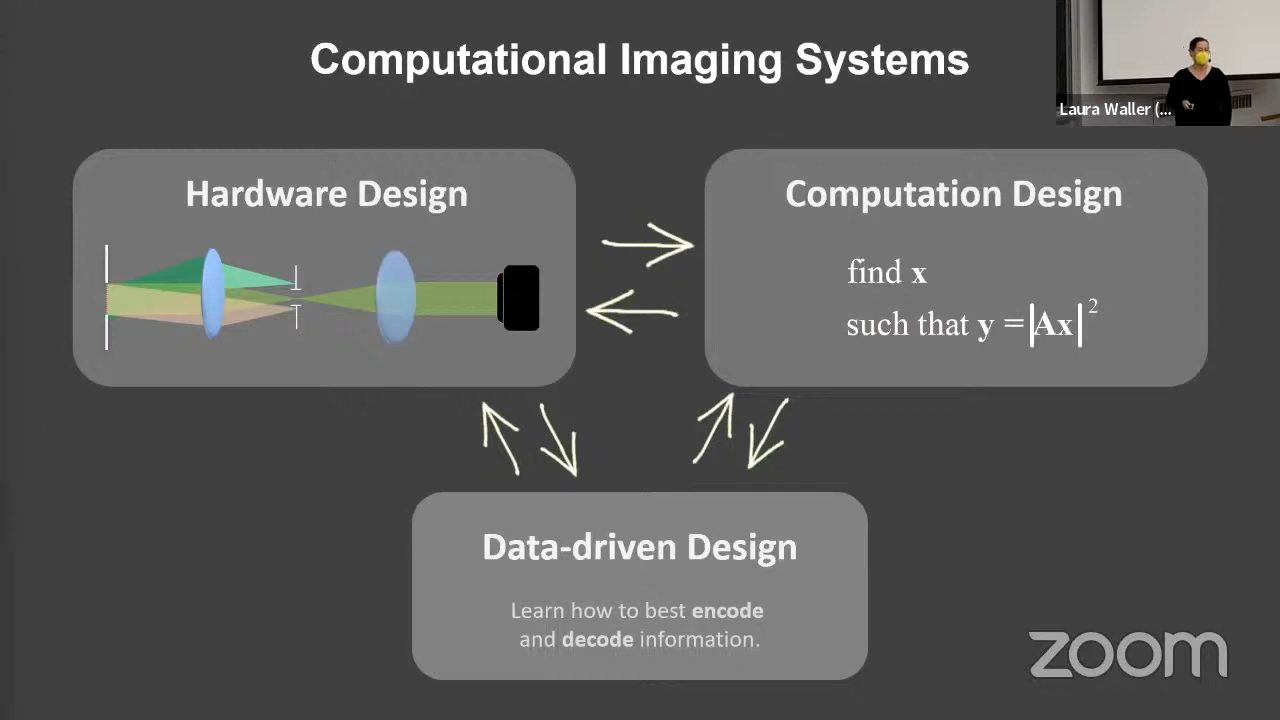 Computational Imaging Systems
Laura Waller (...
Hardware Design
Computation Design
find x
such that y = |Ax|²
Data-driven Design
Learn how to best encode
and decode information.
zoom